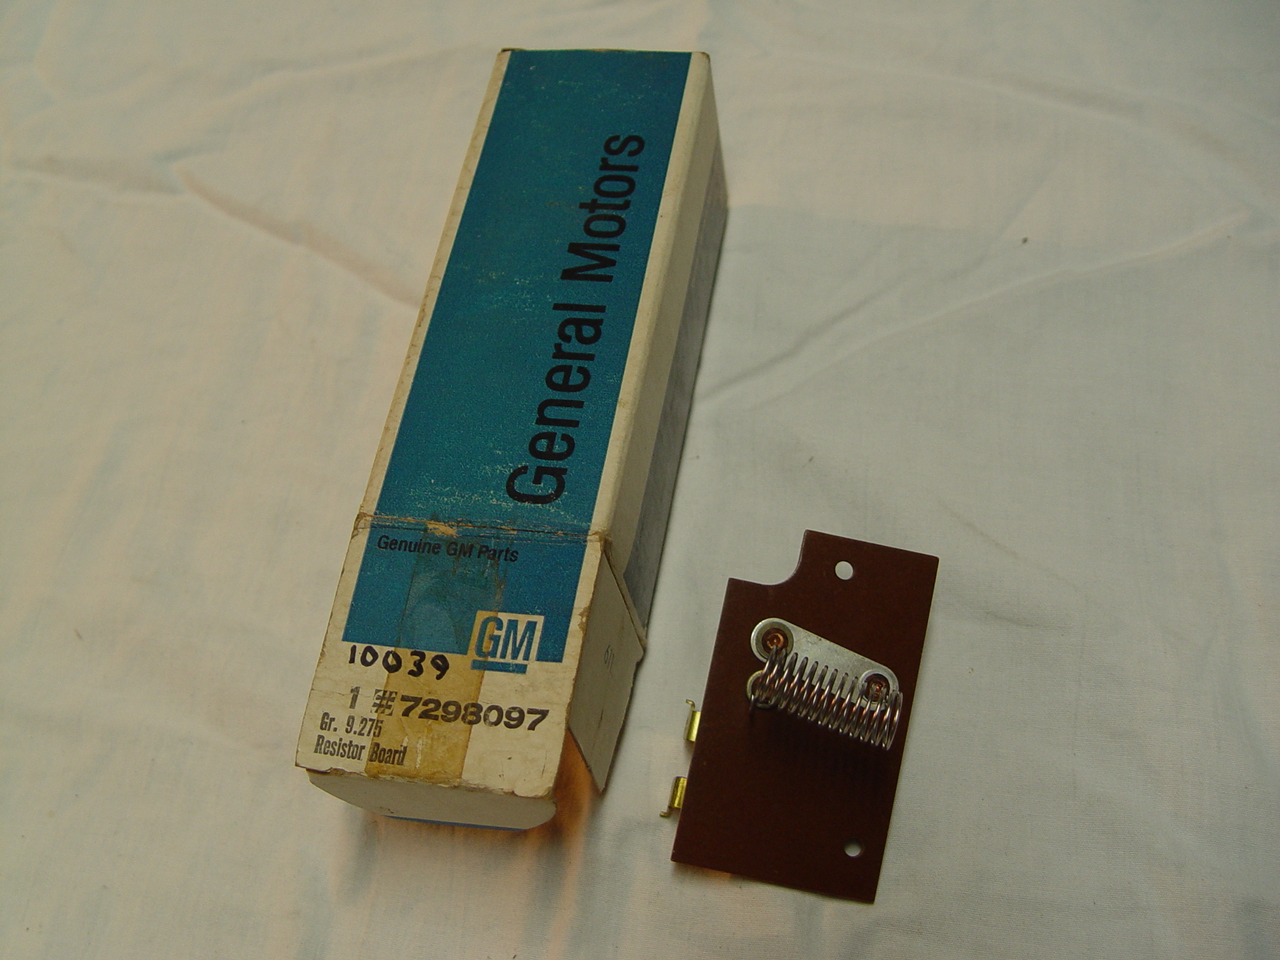 General Motors
Genuine GM Parts
GM
10039
1 #7298097
Gr. 9.275
Resistor Board